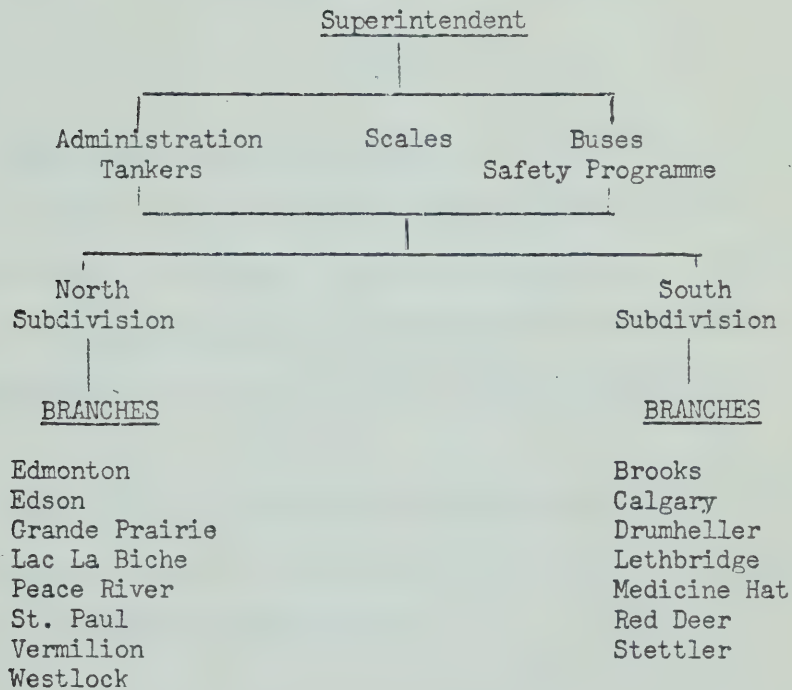 Superintendent
Administration
Tankers
Scales
Buses
Safety Programme
North
Subdivision
BRANCHES
Edmonton
Edson
Grande Prairie
Lac La Biche
Peace River
St. Paul
Vermilion
Westlock
South
Subdivision
BRANCHES
Brooks
Calgary
Drumheller
Lethbridge
Medicine Hat
Red Deer
Stettler